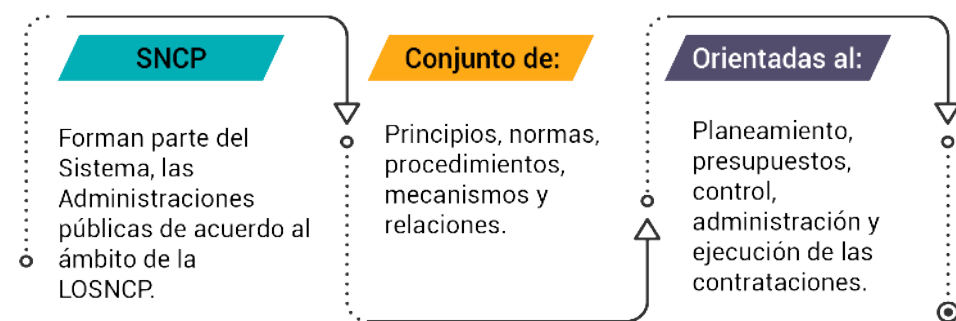 SNCP
Forman parte del
Sistema, las
Administraciones
públicas de acuerdo al
ámbito de la
LOSNCP.
Conjunto de:
Principios, normas,
procedimientos,
mecanismos y
relaciones.
Orientadas al:
Planeamiento,
presupuestos,
control,
administración y
ejecución de las
contrataciones.